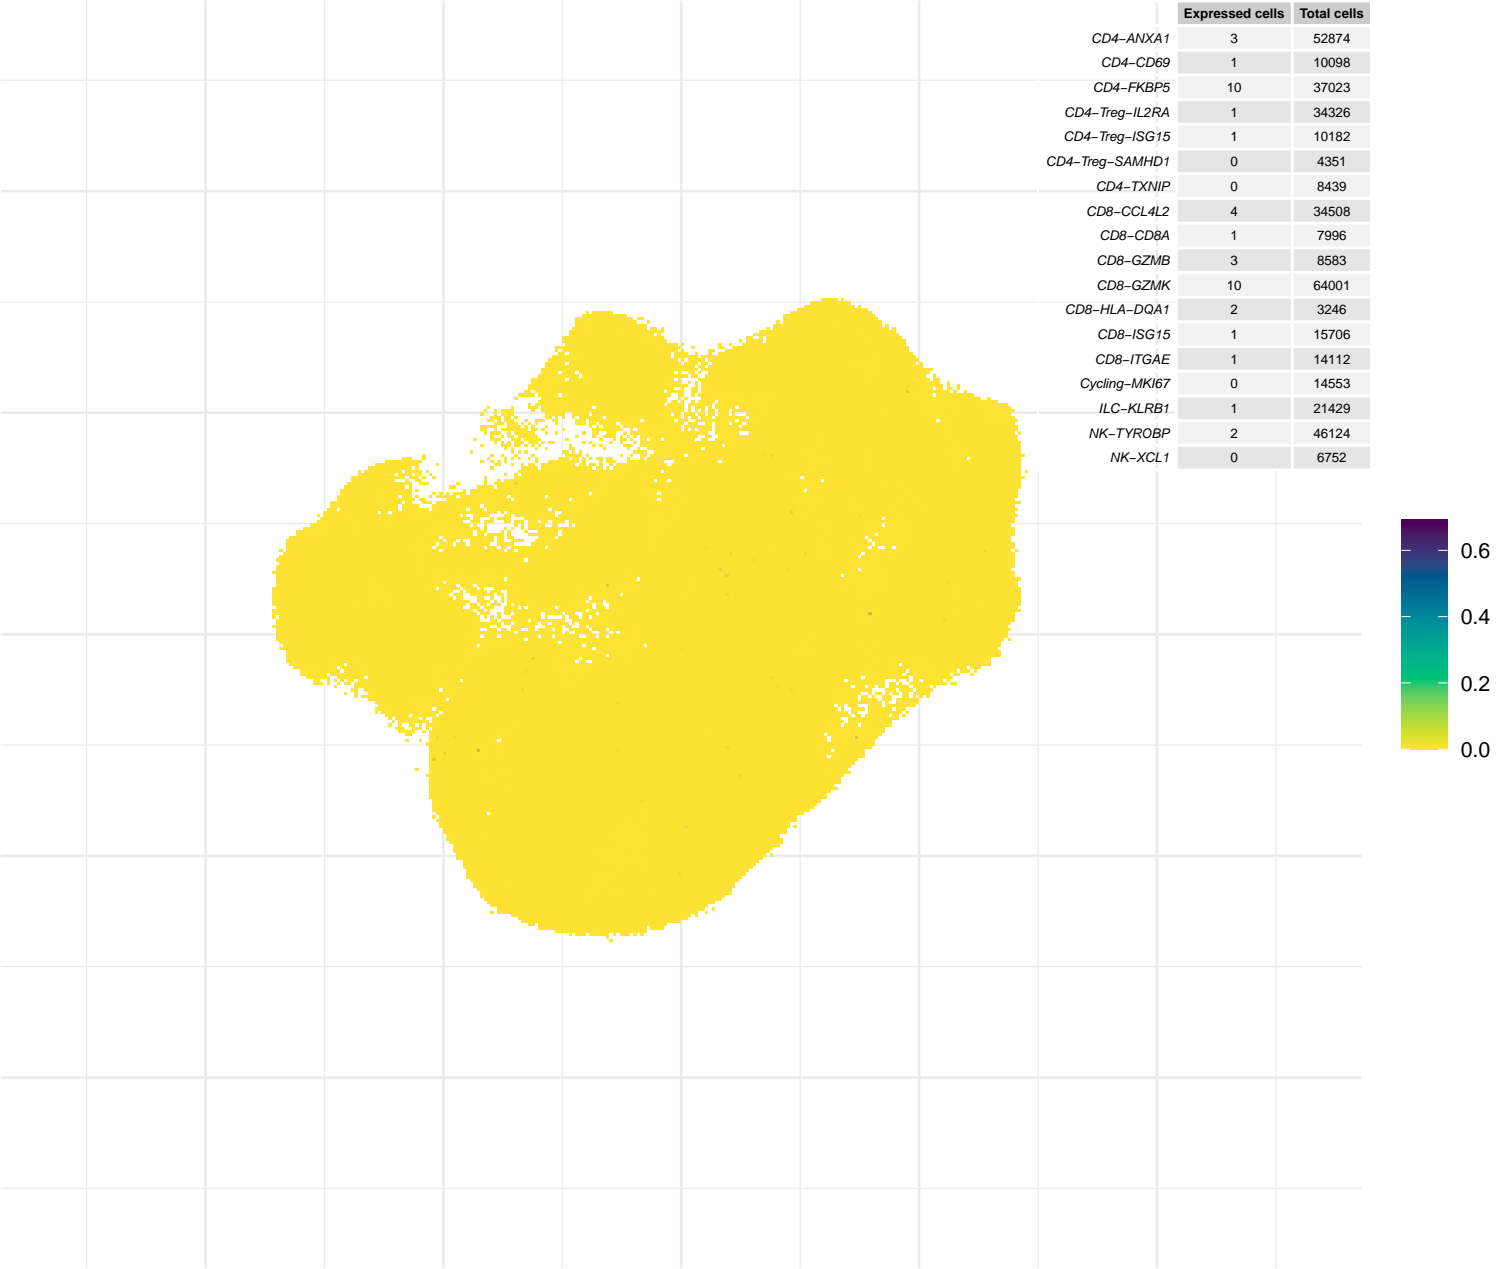 Expressed cells Total cells
CD4−ANXA1 3 52874
CD4−CD69 1 10098
CD4−FKBP5 10 37023
CD4−Treg−IL2RA 1 34326
CD4−Treg−ISG15 1 10182
CD4−Treg−SAMHD1 0 4351
CD4−TXNIP 0 8439
CD8−CCL4L2 4 34508
CD8−CD8A 1 7996
CD8−GZMB 3 8583
CD8−GZMK 10 64001
CD8−HLA−DQA1 2 3246
CD8−ISG15 1 15706
CD8−ITGAE 1 14112
Cycling−MKI67 0 14553
ILC−KLRB1 1 21429
NK−TYROBP 2 46124
NK−XCL1 0 6752
0.6
0.4
0.2
0.0